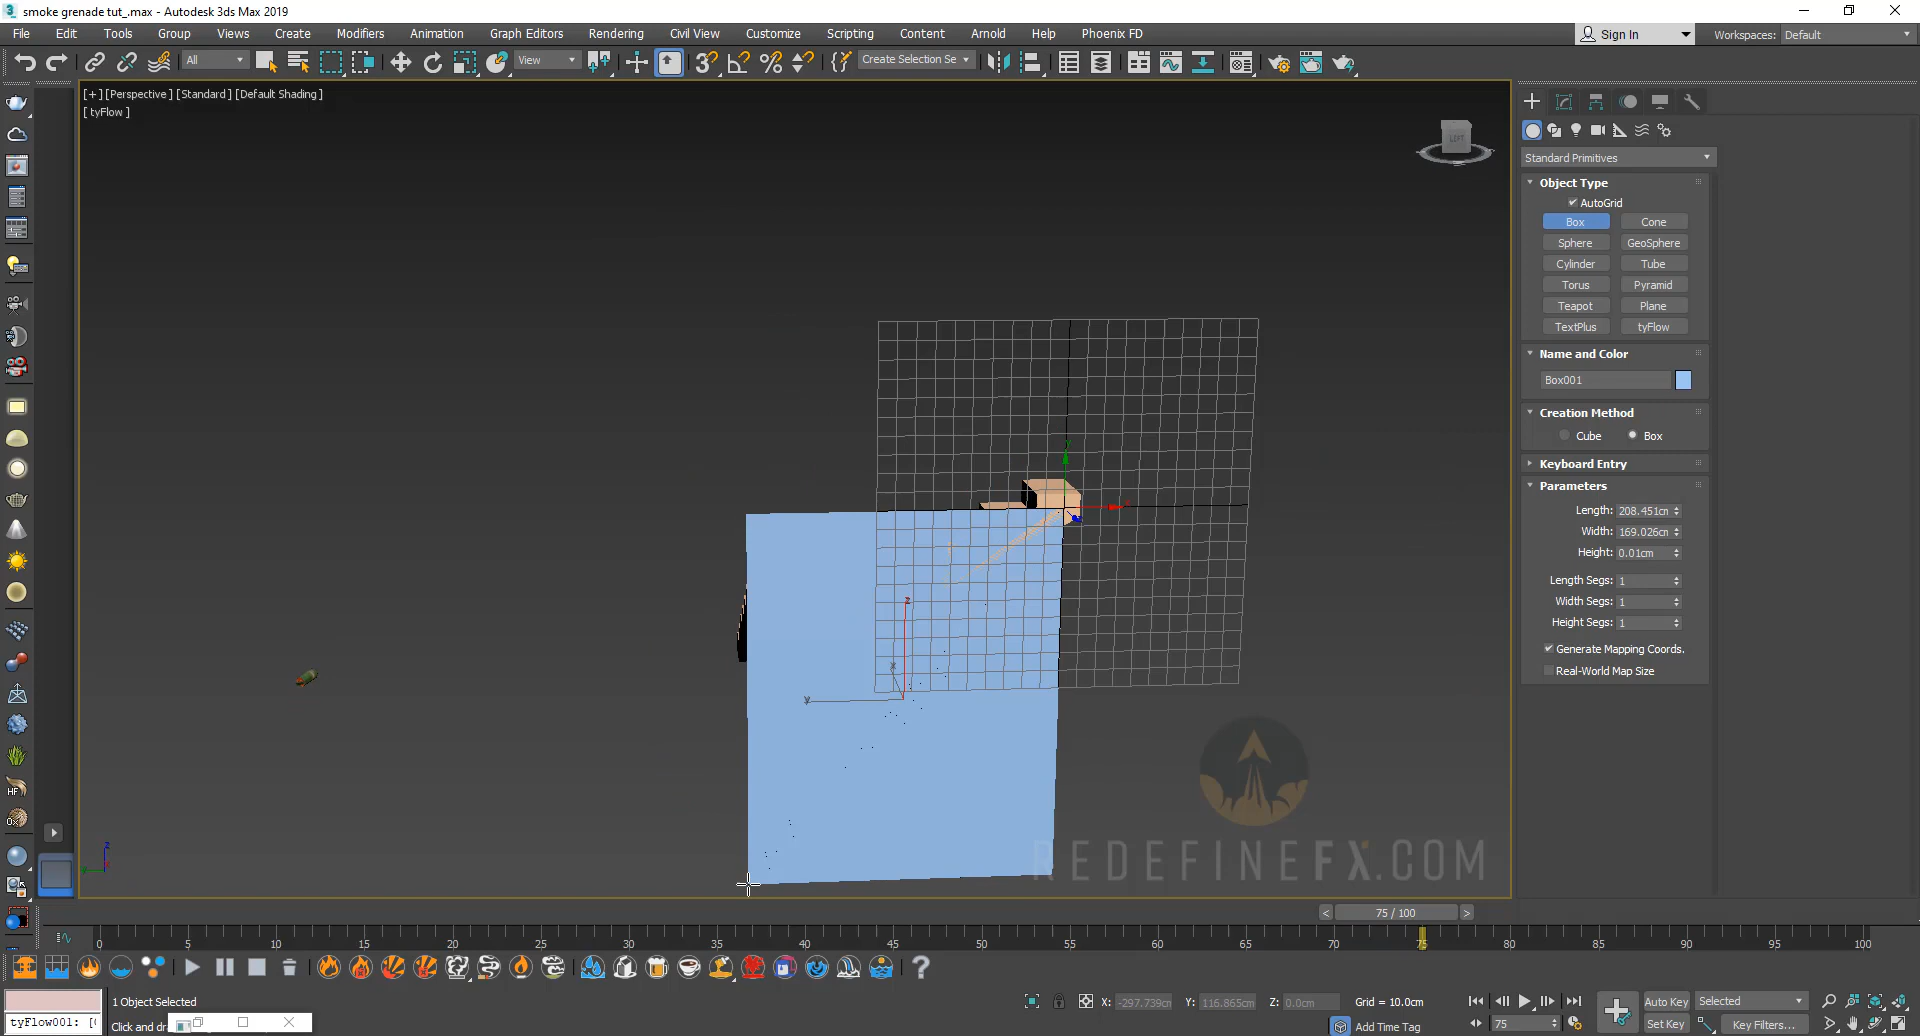 smoke grenade tut_.max - Autodesk 3ds Max 2019
File Edit Tools Group Views Create Modifiers Animation Graph Editors Rendering Civil View Customize Scripting Content Arnold Help Phoenix FD
Sign In Workspaces: Default
All View Create Selection Se
[+] [Perspective] [Standard] [Default Shading]
[ tyFlow ]
LEFT
Standard Primitives
Object Type
AutoGrid
Box Cone
Sphere GeoSphere
Cylinder Tube
Torus Pyramid
Teapot Plane
TextPlus tyFlow
Name and Color
Box001
Creation Method
Cube Box
Keyboard Entry
Parameters
Length: 208.451cm
Width: 169.026cm
Height: 0.01cm
Length Segs: 1
Width Segs: 1
Height Segs: 1
Generate Mapping Coords.
Real-World Map Size
z
x
y
HF
REDEFINEFX.COM
< 75 / 100 >
0 5 10 15 20 25 30 35 40 45 50 55 60 65 70 75 80 85 90 95 100
1 Object Selected
X: -297.739cm Y: 116.865cm Z: 0.0cm Grid = 10.0cm
Auto Key Selected
tyFlow001: [
Click and dra
Add Time Tag
75
Set Key Key Filters...